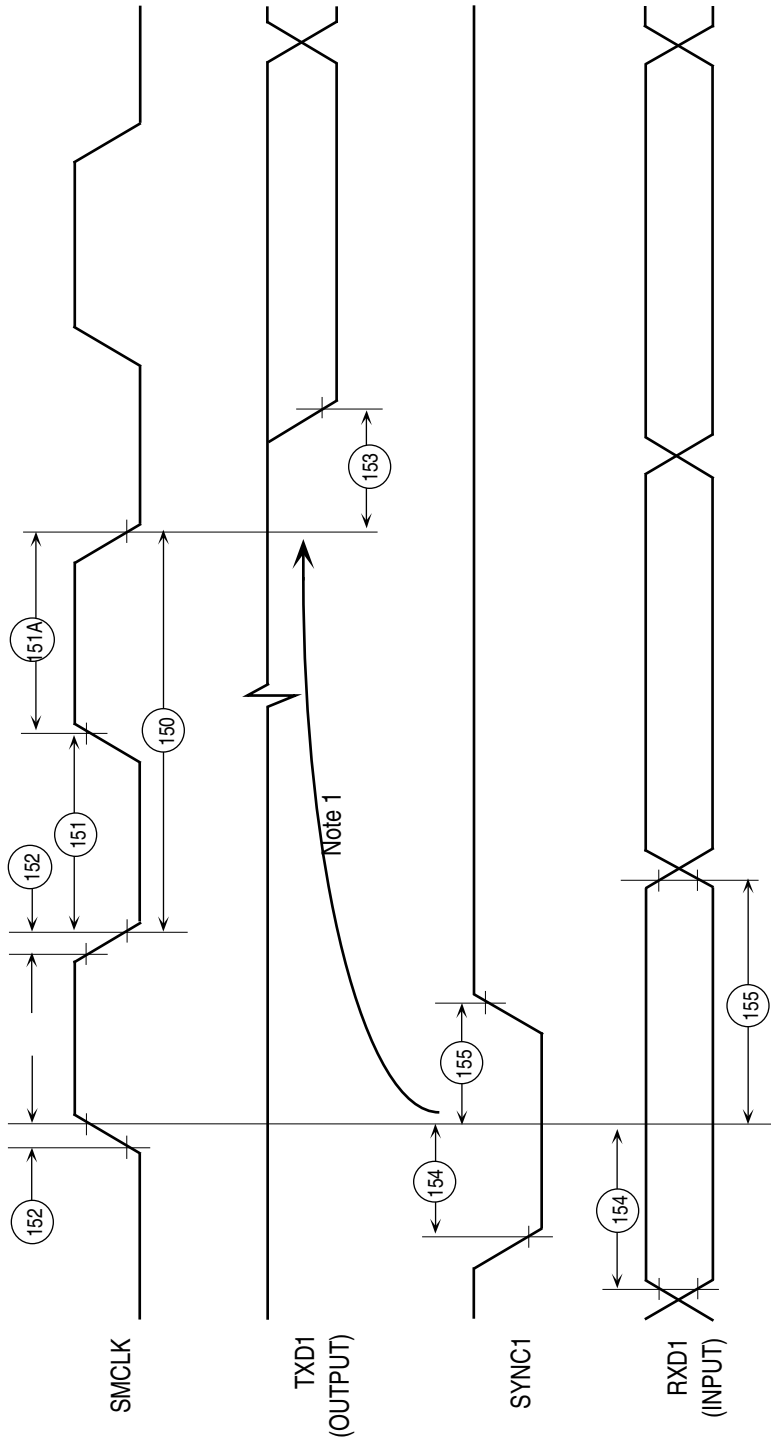 SMCLK
152
152
151
151A
150
TXD1
(OUTPUT)
Note 1
153
SYNC1
154
155
RXD1
(INPUT)
154
155